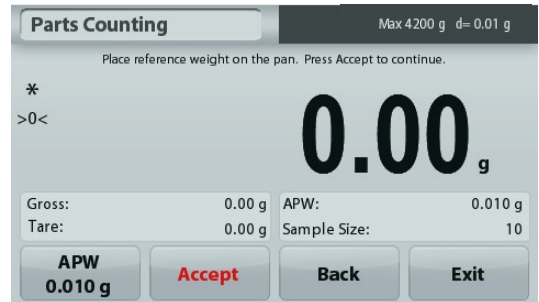 Parts Counting
Max 4200 g d= 0.01 g
Place reference weight on the pan. Press Accept to continue.
*
>0<
0.00 g
Gross: 0.00 g APW: 0.010 g
Tare: 0.00 g Sample Size: 10
APW
0.010 g
Accept
Back
Exit